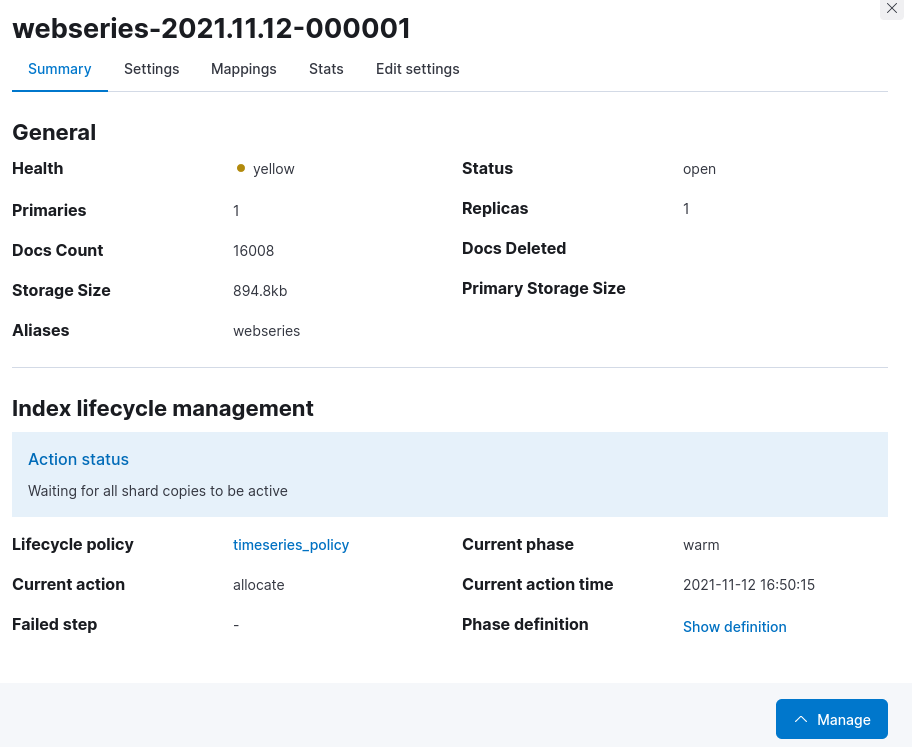 webseries-2021.11.12-000001
Summary Settings Mappings Stats Edit settings
General
Health yellow Status open
Primaries 1 Replicas 1
Docs Count 16008 Docs Deleted
Storage Size 894.8kb Primary Storage Size
Aliases webseries
Index lifecycle management
Action status
Waiting for all shard copies to be active
Lifecycle policy timeseries_policy Current phase warm
Current action allocate Current action time 2021-11-12 16:50:15
Failed step - Phase definition Show definition
Manage